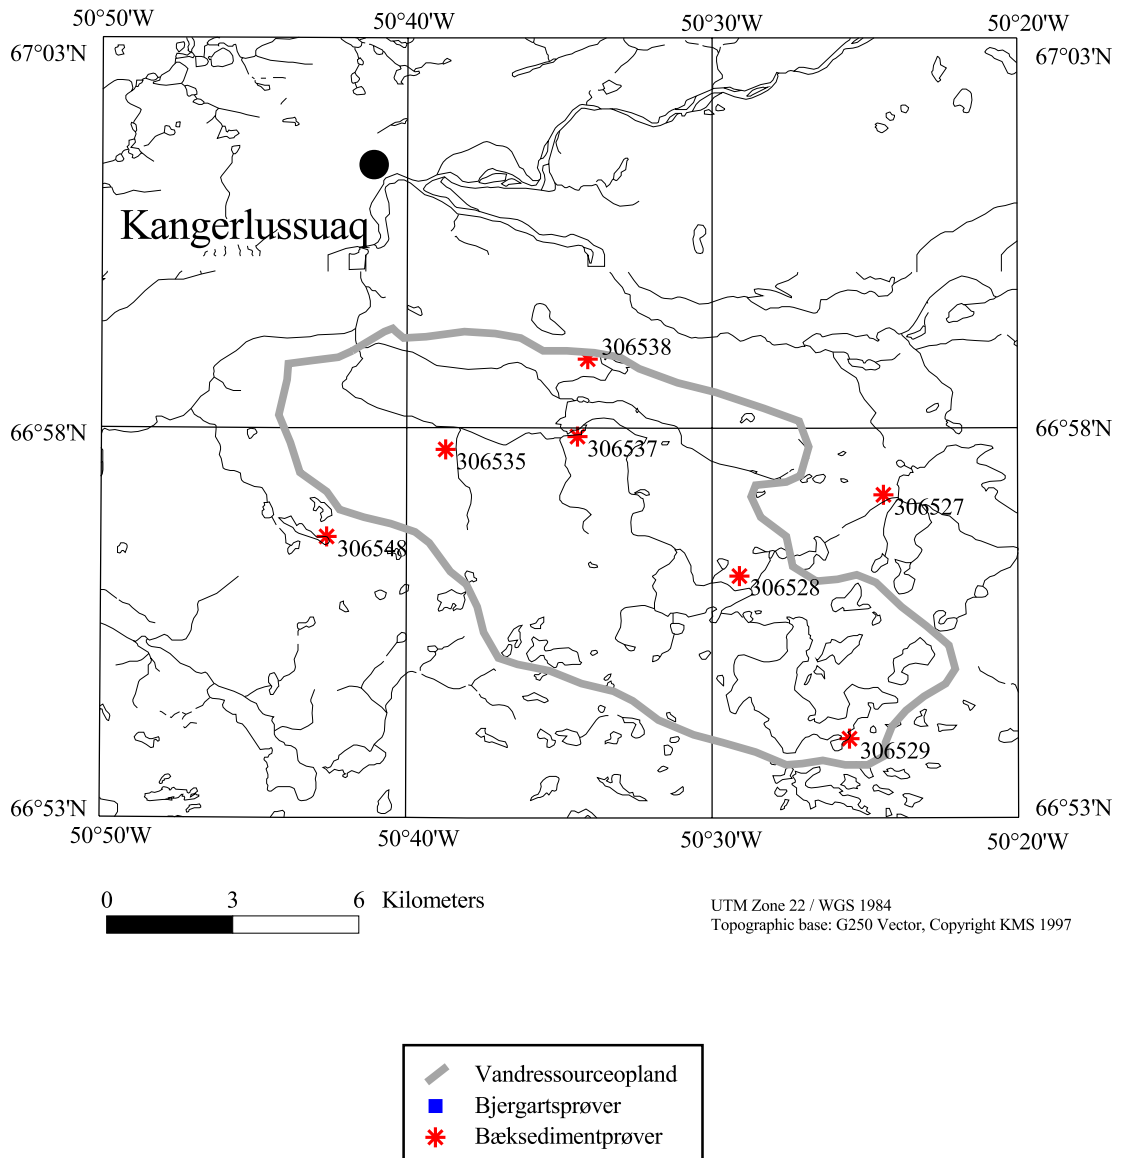 50°50'W 50°40'W 50°30'W 50°20'W
67°03'N 67°03'N
Kangerlussuaq
306538
66°58'N 66°58'N
306537
306535
306527
306548
306528
306529
66°53'N 66°53'N
50°50'W 50°40'W 50°30'W 50°20'W
0 3 6 Kilometers
UTM Zone 22 / WGS 1984
Topographic base: G250 Vector, Copyright KMS 1997
Vandressourceopland
Bjergartsprøver
Bæksedimentprøver